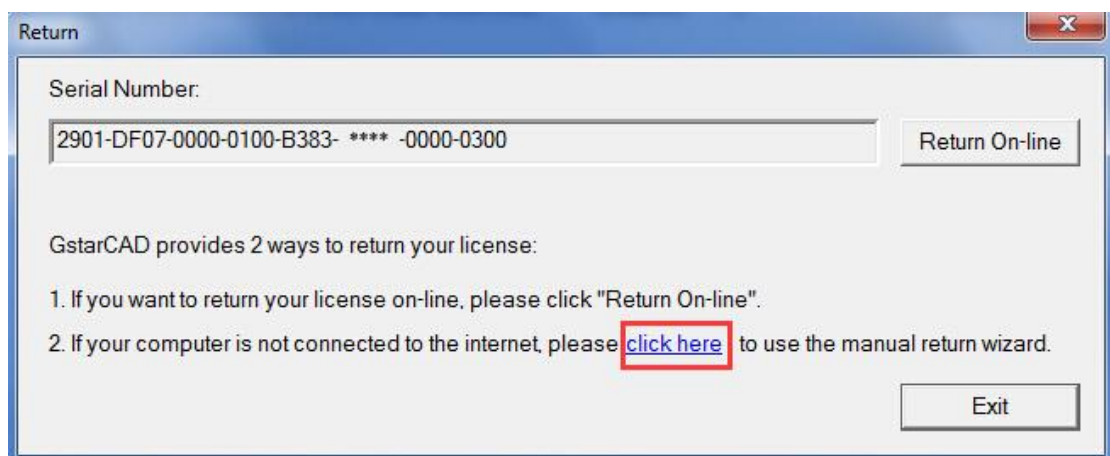 Return
Serial Number:
2901-DF07-0000-0100-B383- **** -0000-0300
Return On-line
GstarCAD provides 2 ways to return your license:
1. If you want to return your license on-line, please click "Return On-line".
2. If your computer is not connected to the internet, please click here to use the manual return wizard.
Exit